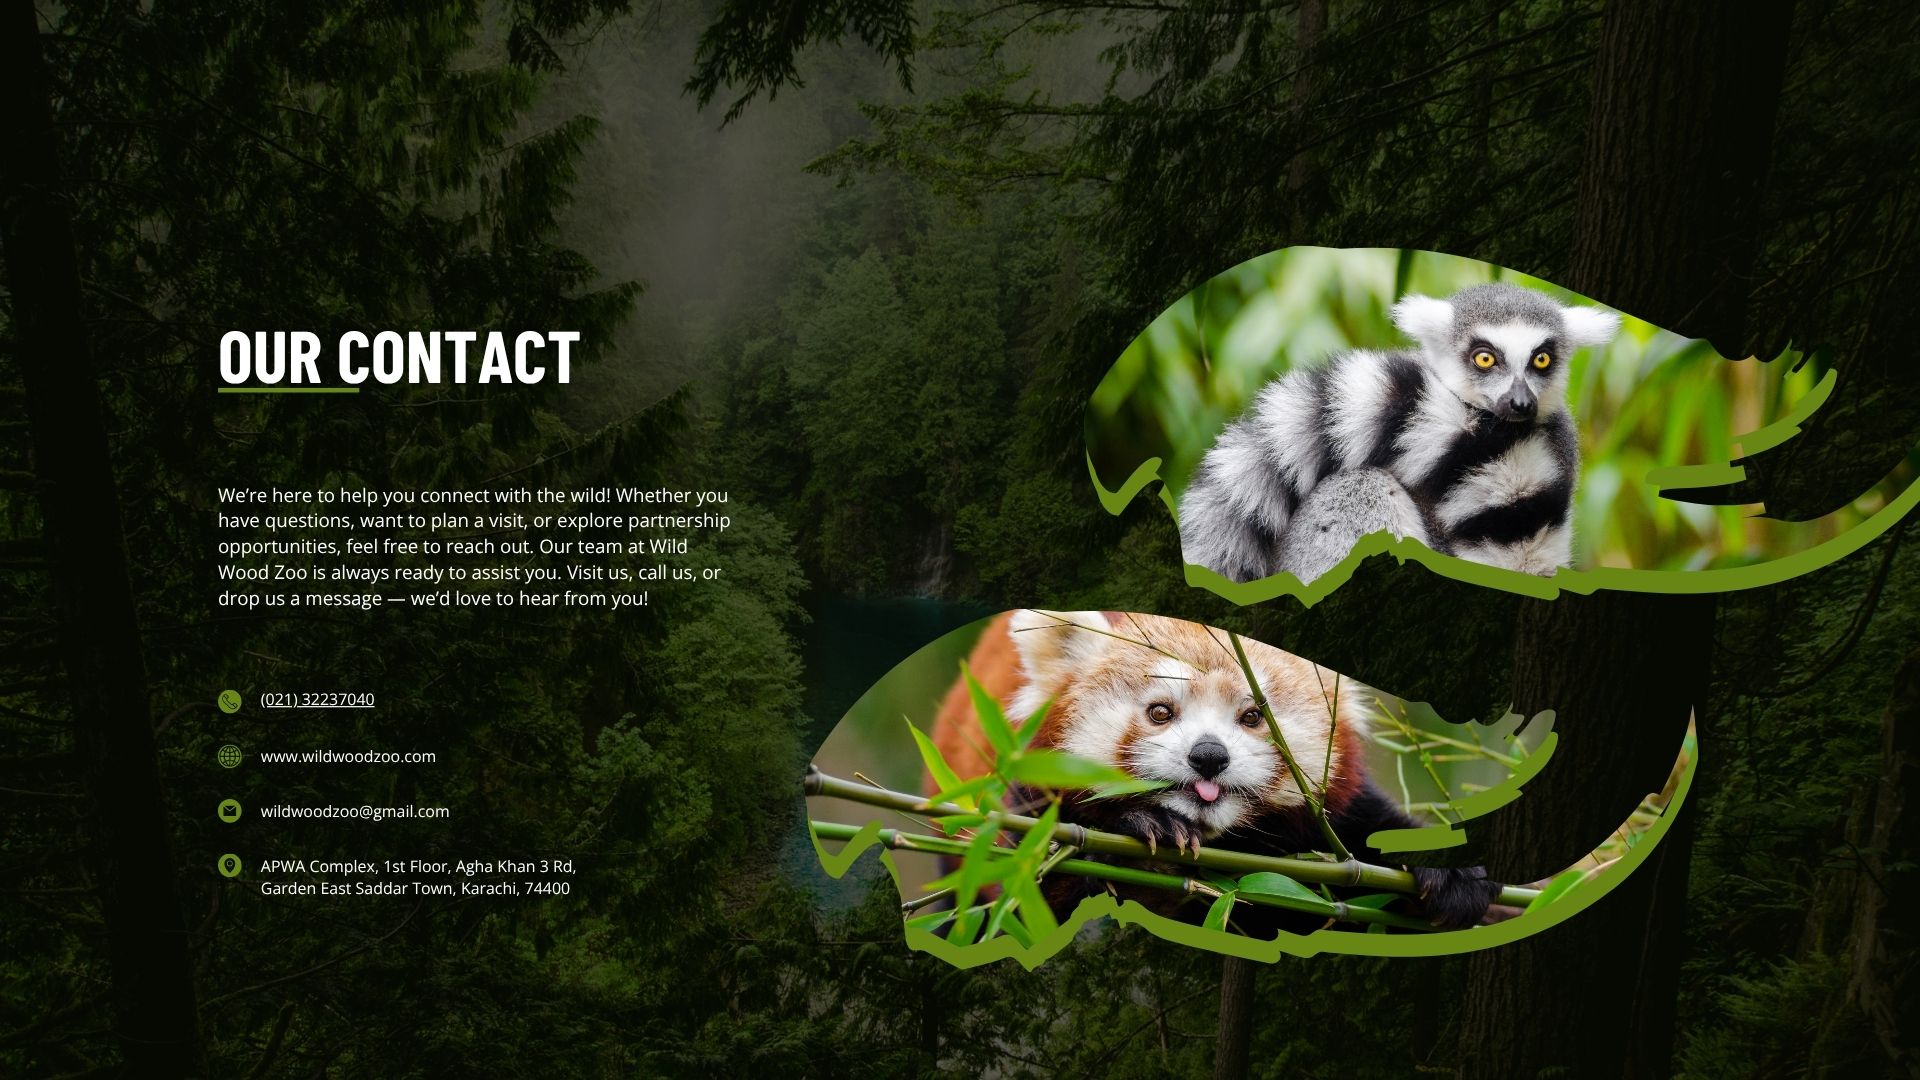 OUR CONTACT
We’re here to help you connect with the wild! Whether you
have questions, want to plan a visit, or explore partnership
opportunities, feel free to reach out. Our team at Wild
Wood Zoo is always ready to assist you. Visit us, call us, or
drop us a message — we’d love to hear from you!
(021) 32237040
www.wildwoodzoo.com
wildwoodzoo@gmail.com
APWA Complex, 1st Floor, Agha Khan 3 Rd,
Garden East Saddar Town, Karachi, 74400